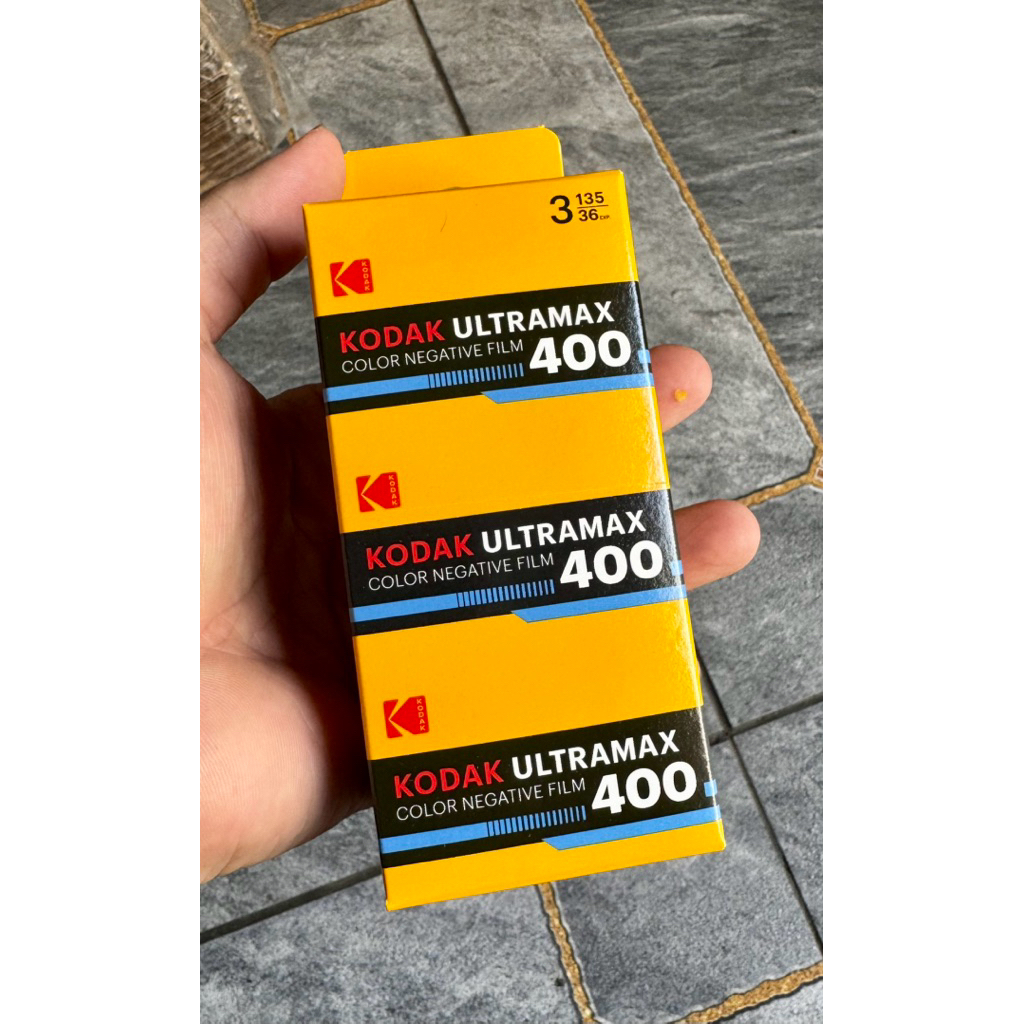 3 135
36 EXP.
KODAK
KODAK ULTRAMAX
COLOR NEGATIVE FILM 400
KODAK
KODAK ULTRAMAX
COLOR NEGATIVE FILM 400
KODAK
KODAK ULTRAMAX
COLOR NEGATIVE FILM 400